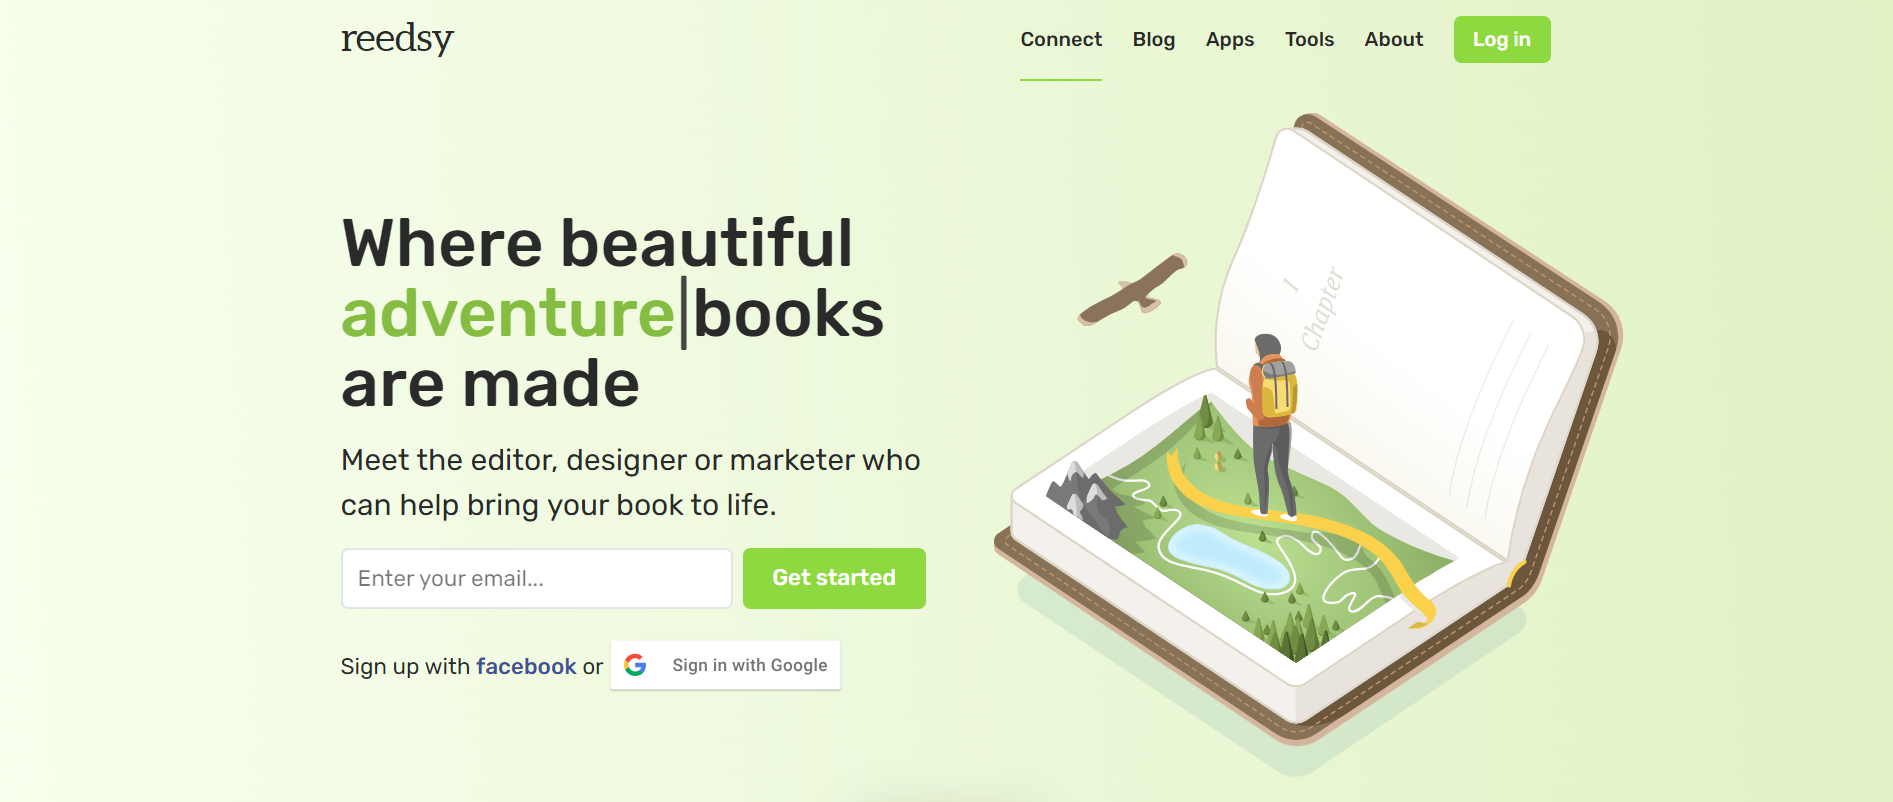 reedsy
Connect Blog Apps Tools About Log in
Where beautiful
adventure|books
are made
Meet the editor, designer or marketer who
can help bring your book to life.
Enter your email... Get started
Sign up with facebook or Sign in with Google
1
Chapter